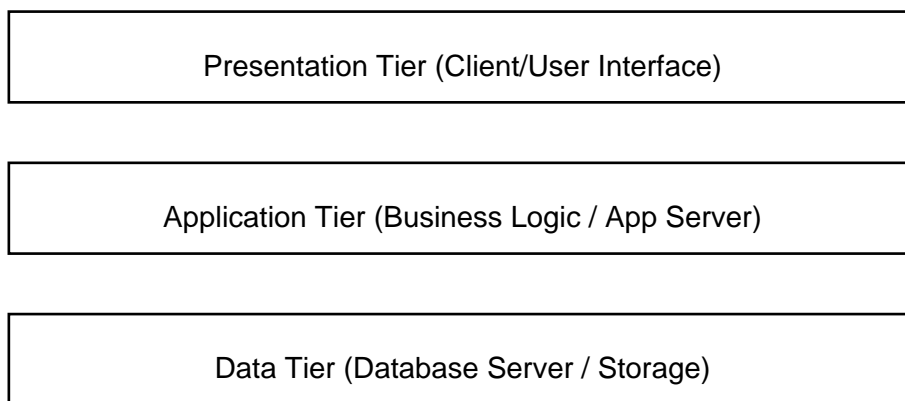 Presentation Tier (Client/User Interface)
Application Tier (Business Logic / App Server)
Data Tier (Database Server / Storage)